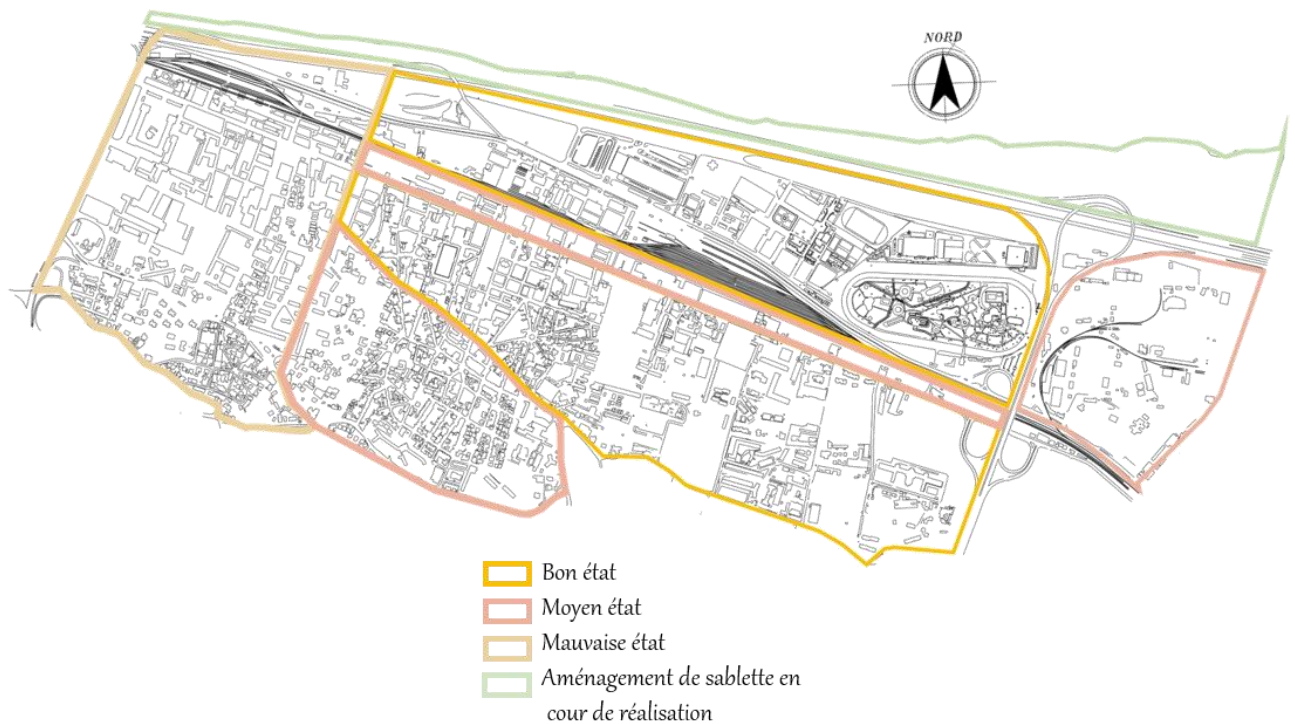 NORD
Bon état
Moyen état
Mauvaise état
Aménagement de sablette en
cour de réalisation